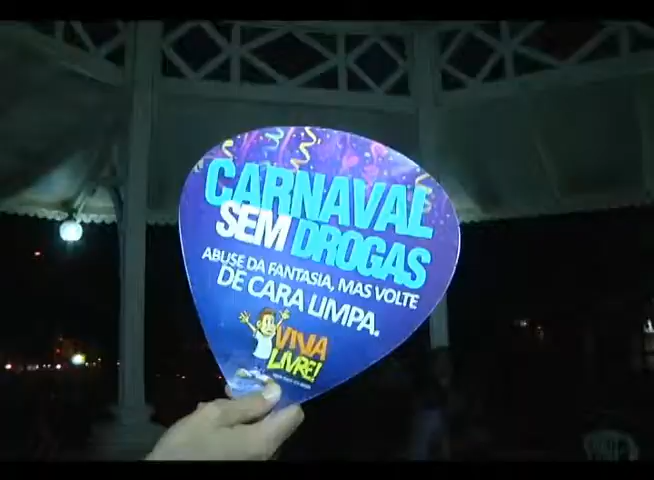 CARNAVAL
SEM DROGAS
ABUSE DA FANTASIA, MAS VOLTE
DE CARA LIMPA.
VIVA
LIVRE!